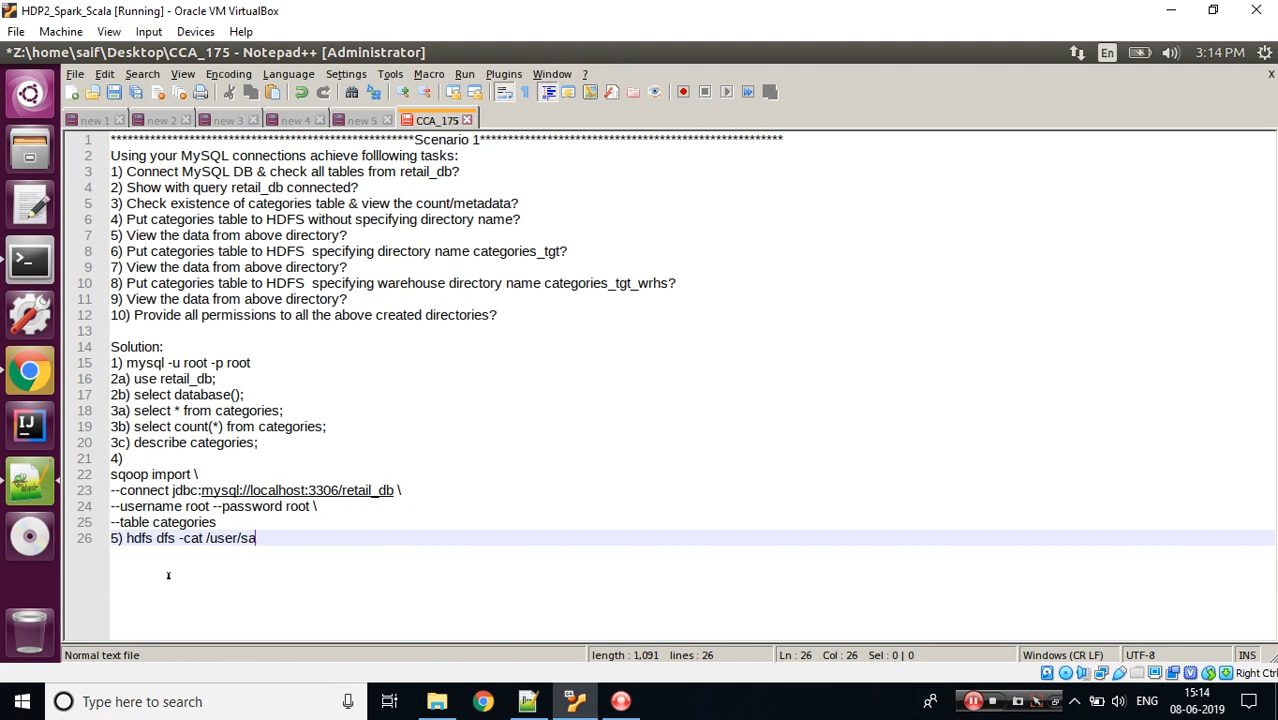 HDP2_Spark_Scala [Running] - Oracle VM VirtualBox
File Machine View Input Devices Help
*Z:\home\saif\Desktop\CCA_175 - Notepad++ [Administrator]
En
3:14 PM
File Edit Search View Encoding Language Settings Tools Macro Run Plugins Window ?
X
new 1 new 2 new 3 new 4 new 5 CCA_175
1 *******************************************************Scenario 1*******************************************************
2 Using your MySQL connections achieve folllowing tasks:
3 1) Connect MySQL DB & check all tables from retail_db?
4 2) Show with query retail_db connected?
5 3) Check existence of categories table & view the count/metadata?
6 4) Put categories table to HDFS without specifying directory name?
7 5) View the data from above directory?
8 6) Put categories table to HDFS  specifying directory name categories_tgt?
9 7) View the data from above directory?
10 8) Put categories table to HDFS  specifying warehouse directory name categories_tgt_wrhs?
11 9) View the data from above directory?
12 10) Provide all permissions to all the above created directories?
13
14 Solution:
15 1) mysql -u root -p root
16 2a) use retail_db;
17 2b) select database();
18 3a) select * from categories;
19 3b) select count(*) from categories;
20 3c) describe categories;
21 4)
22 sqoop import \
23 --connect jdbc:mysql://localhost:3306/retail_db \
24 --username root --password root \
25 --table categories
26 5) hdfs dfs -cat /user/sa
Normal text file length : 1,091 lines : 26 Ln : 26 Col : 26 Sel : 0 | 0 Windows (CR LF) UTF-8 INS
Right Ctrl
Type here to search
ENG
15:14
08-06-2019